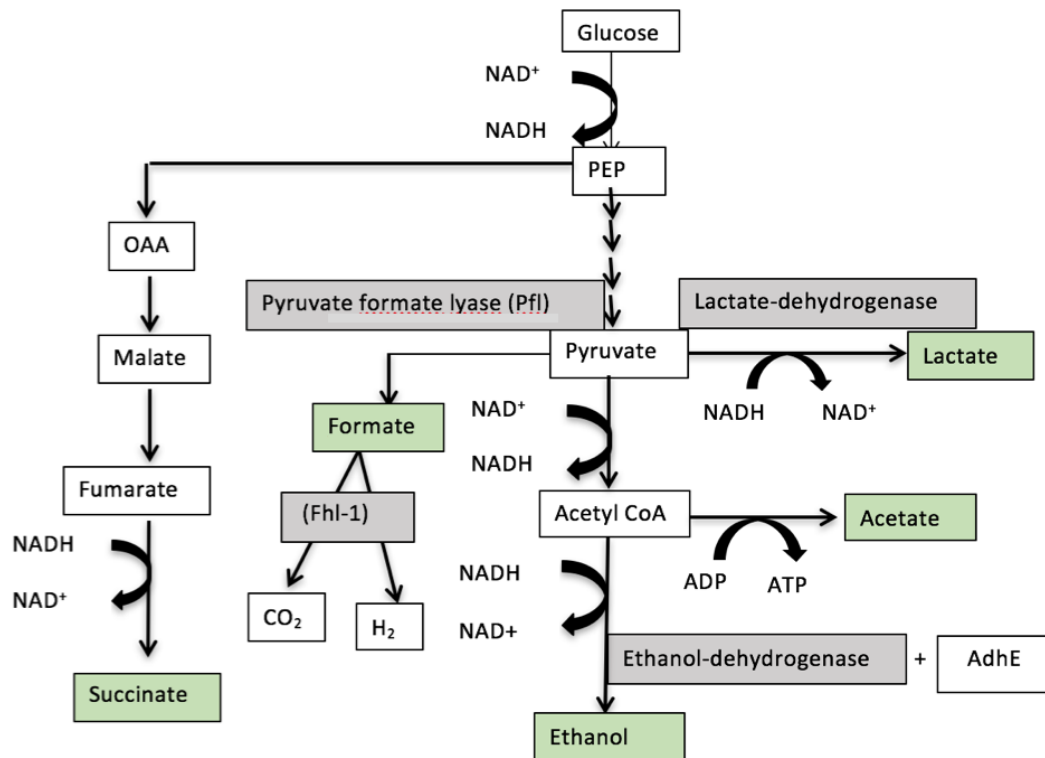 Glucose
NAD⁺
NADH
PEP
OAA
Pyruvate formate lyase (Pfl)
Lactate-dehydrogenase
Malate
Pyruvate
Lactate
NAD⁺
NADH
NAD⁺
Formate
NADH
Fumarate
(Fhl-1)
Acetyl CoA
Acetate
NADH
NAD⁺
NADH
ADP
ATP
CO₂
H₂
NAD+
Ethanol-dehydrogenase
+
AdhE
Succinate
Ethanol